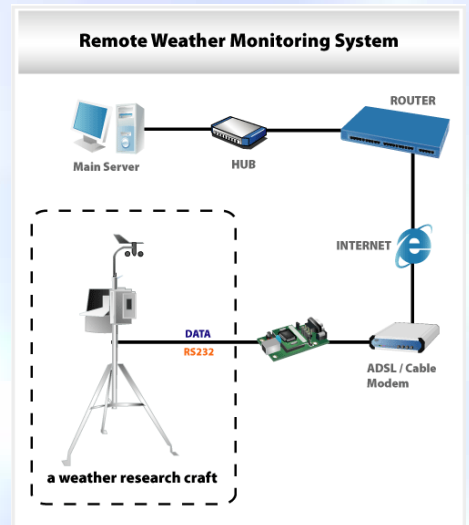 Remote Weather Monitoring System
ROUTER
Main Server
HUB
INTERNET
DATA
RS232
ADSL / Cable
Modem
a weather research craft